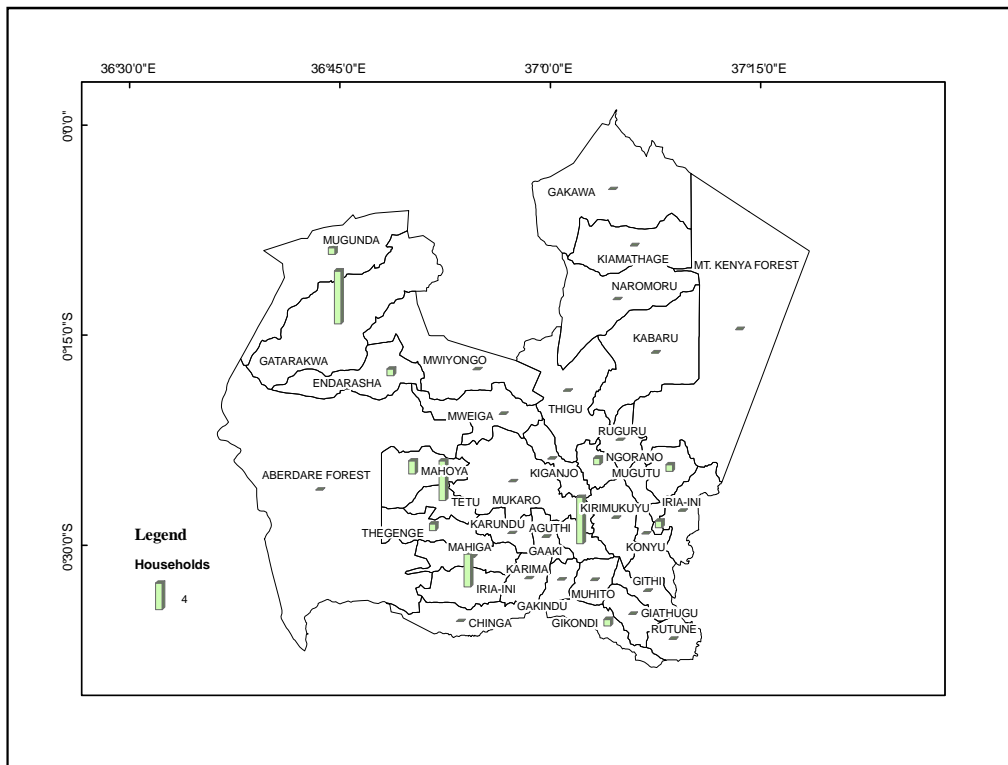 36°30'0"E 36°45'0"E 37°0'0"E 37°15'0"E
0°0'0"
GAKAWA
MUGUNDA
KIAMATHAGE
MT. KENYA FOREST
NAROMORU
0°15'0"S
KABARU
GATARAKWA
MWIYONGO
ENDARASHA
THIGU
MWEIGA
RUGURU
NGORANO
ABERDARE FOREST
MAHOYA
KIGANJO
MUGUTU
TETU
MUKARO
KIRIMUKUYU
IRIA-INI
THEGENGE
KARUNDU
AGUTHI
Legend
0°30'0"S
MAHIGA
GAAKI
KONYU
Households
KARIMA
IRIA-INI
GITHII
MUHITO
4
GAKINDU
GIATHUGU
CHINGA
GIKONDI
RUTUNE